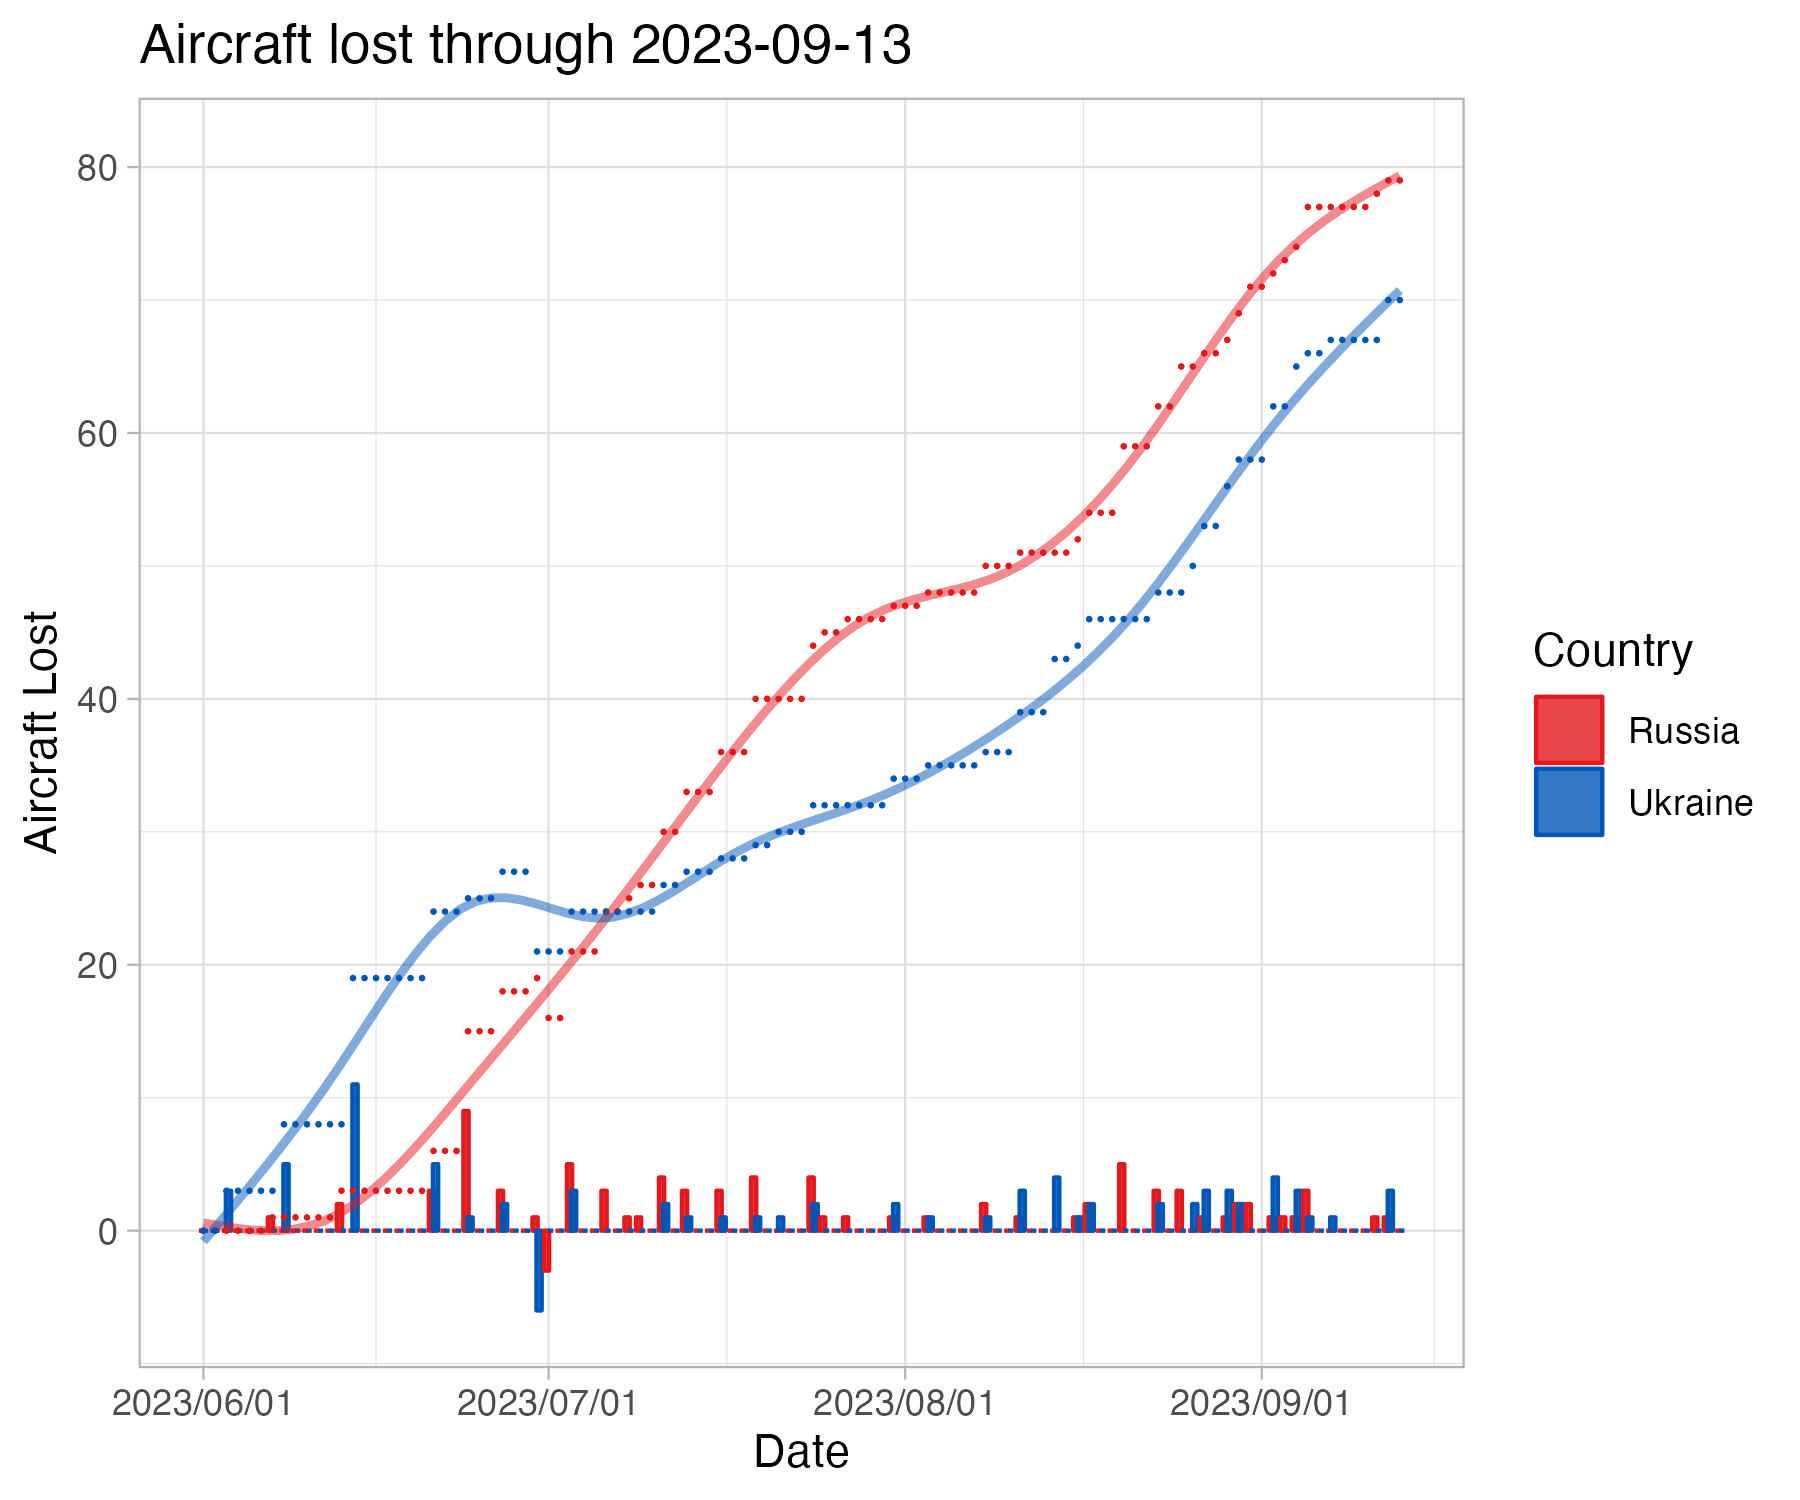 Aircraft lost through 2023-09-13
Aircraft Lost
80
60
40
20
0
2023/06/01
2023/07/01
2023/08/01
2023/09/01
Date
Country
Russia
Ukraine